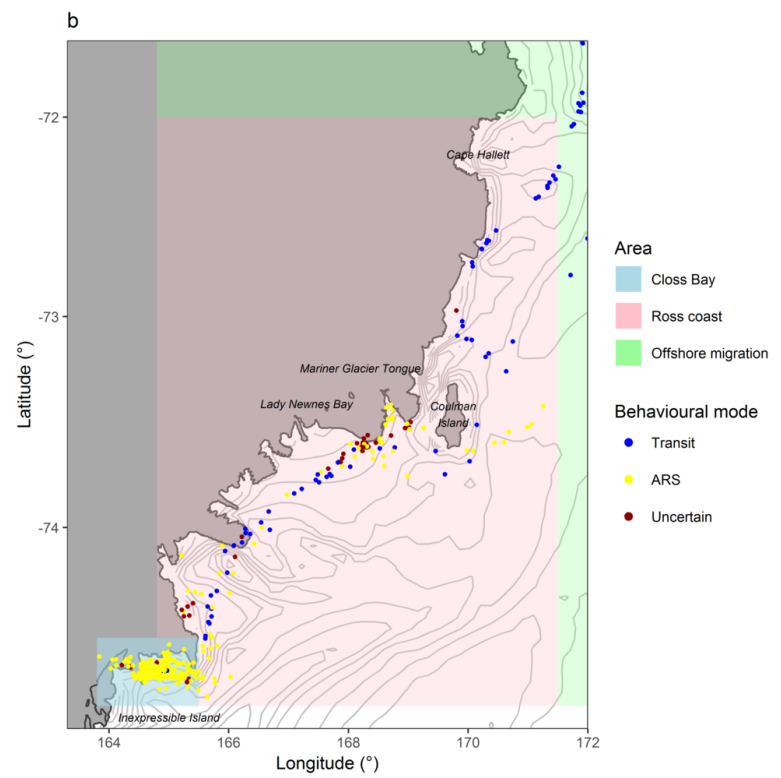 b
-72
-73
-74
Latitude (°)
Cape Hallett
Mariner Glacier Tongue
Lady Newnes Bay
Coulman
Island
Inexpressible Island
164
166
168
170
172
Longitude (°)
Area
Closs Bay
Ross coast
Offshore migration
Behavioural mode
Transit
ARS
Uncertain